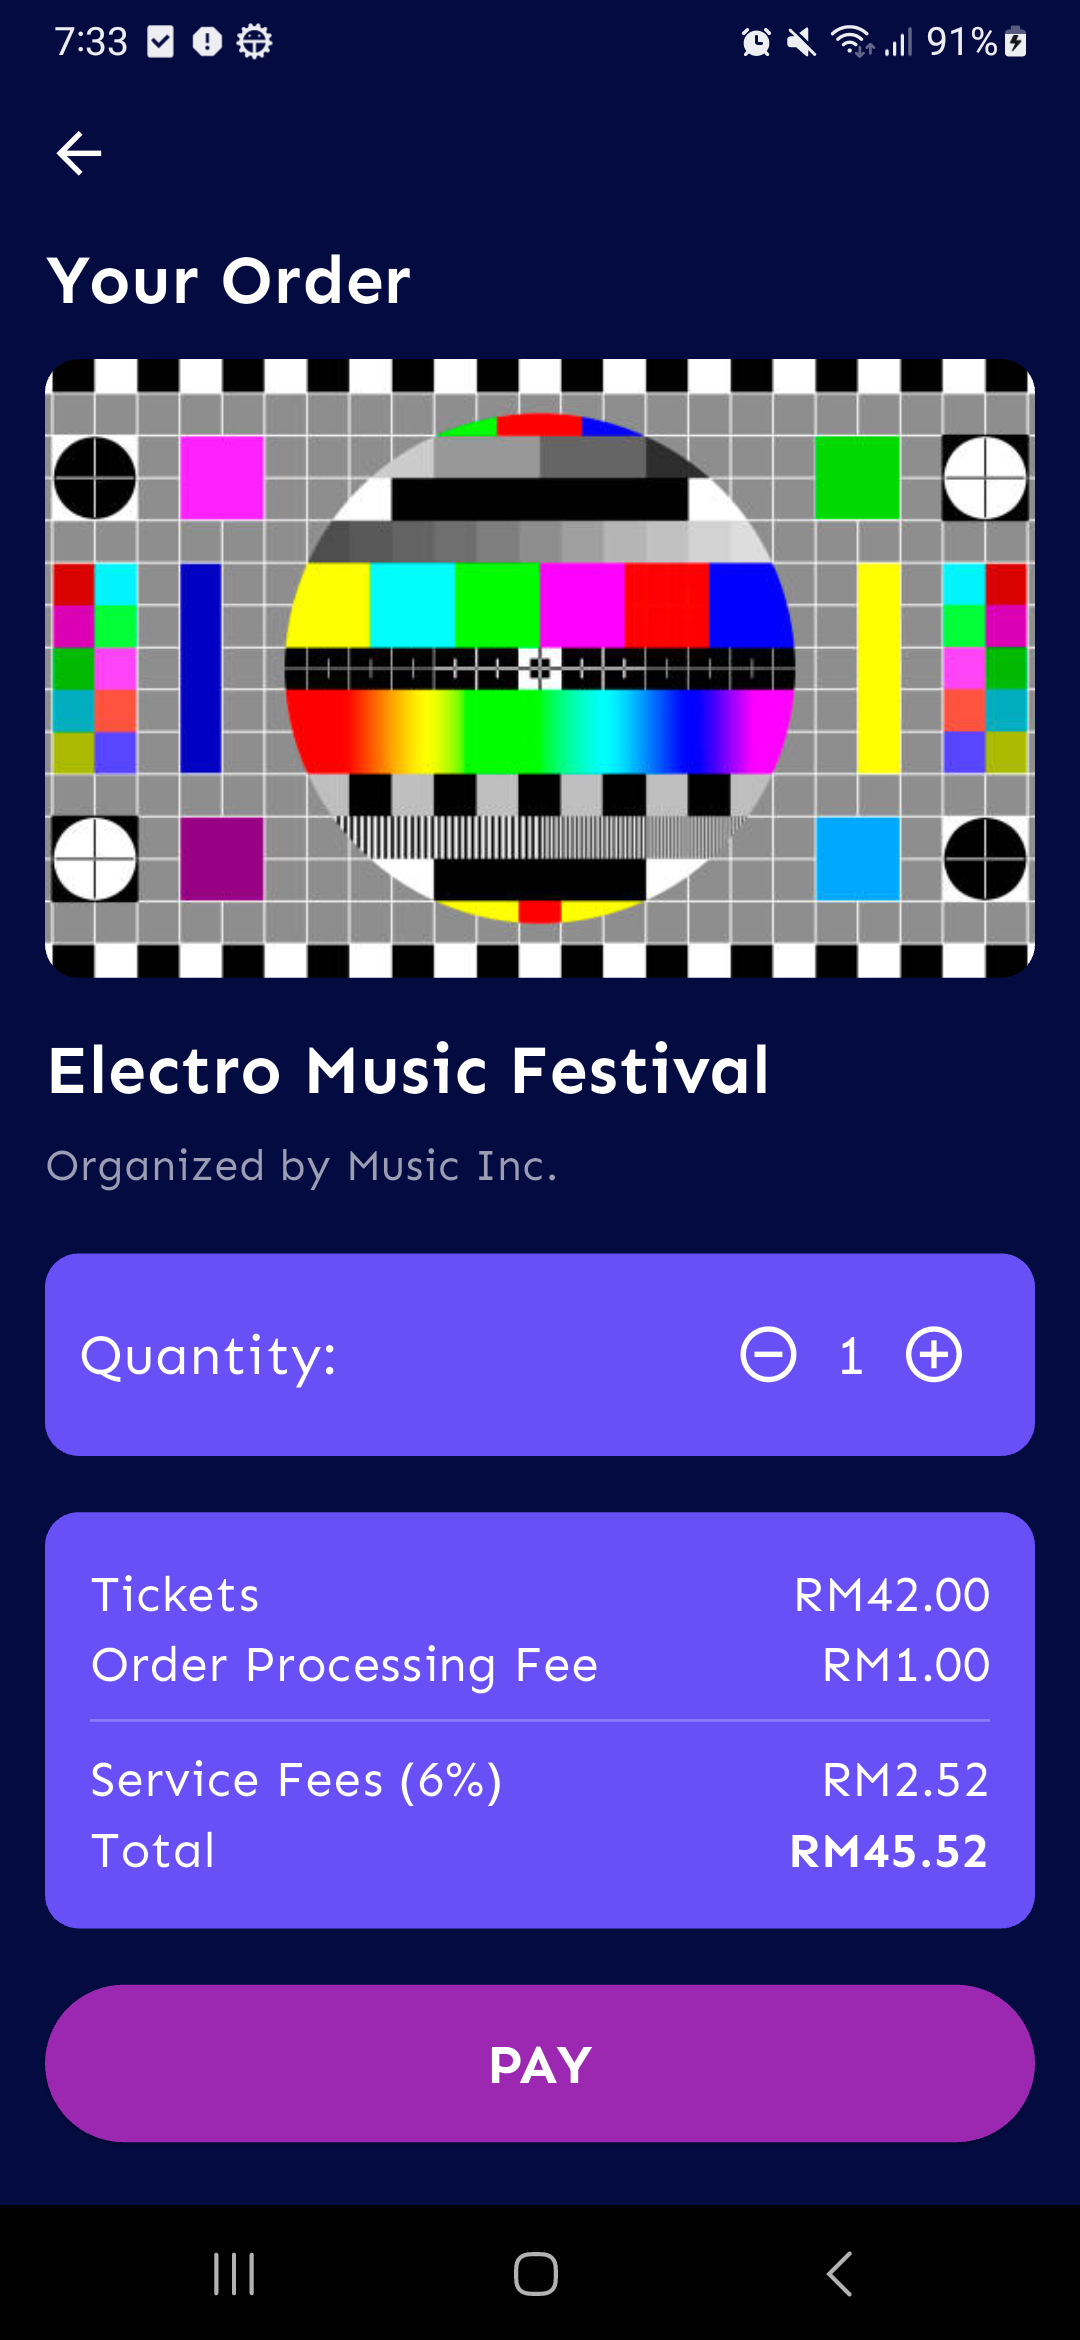 7:33 91%
Your Order
Electro Music Festival
Organized by Music Inc.
Quantity: 1
Tickets RM42.00
Order Processing Fee RM1.00
Service Fees (6%) RM2.52
Total RM45.52
PAY